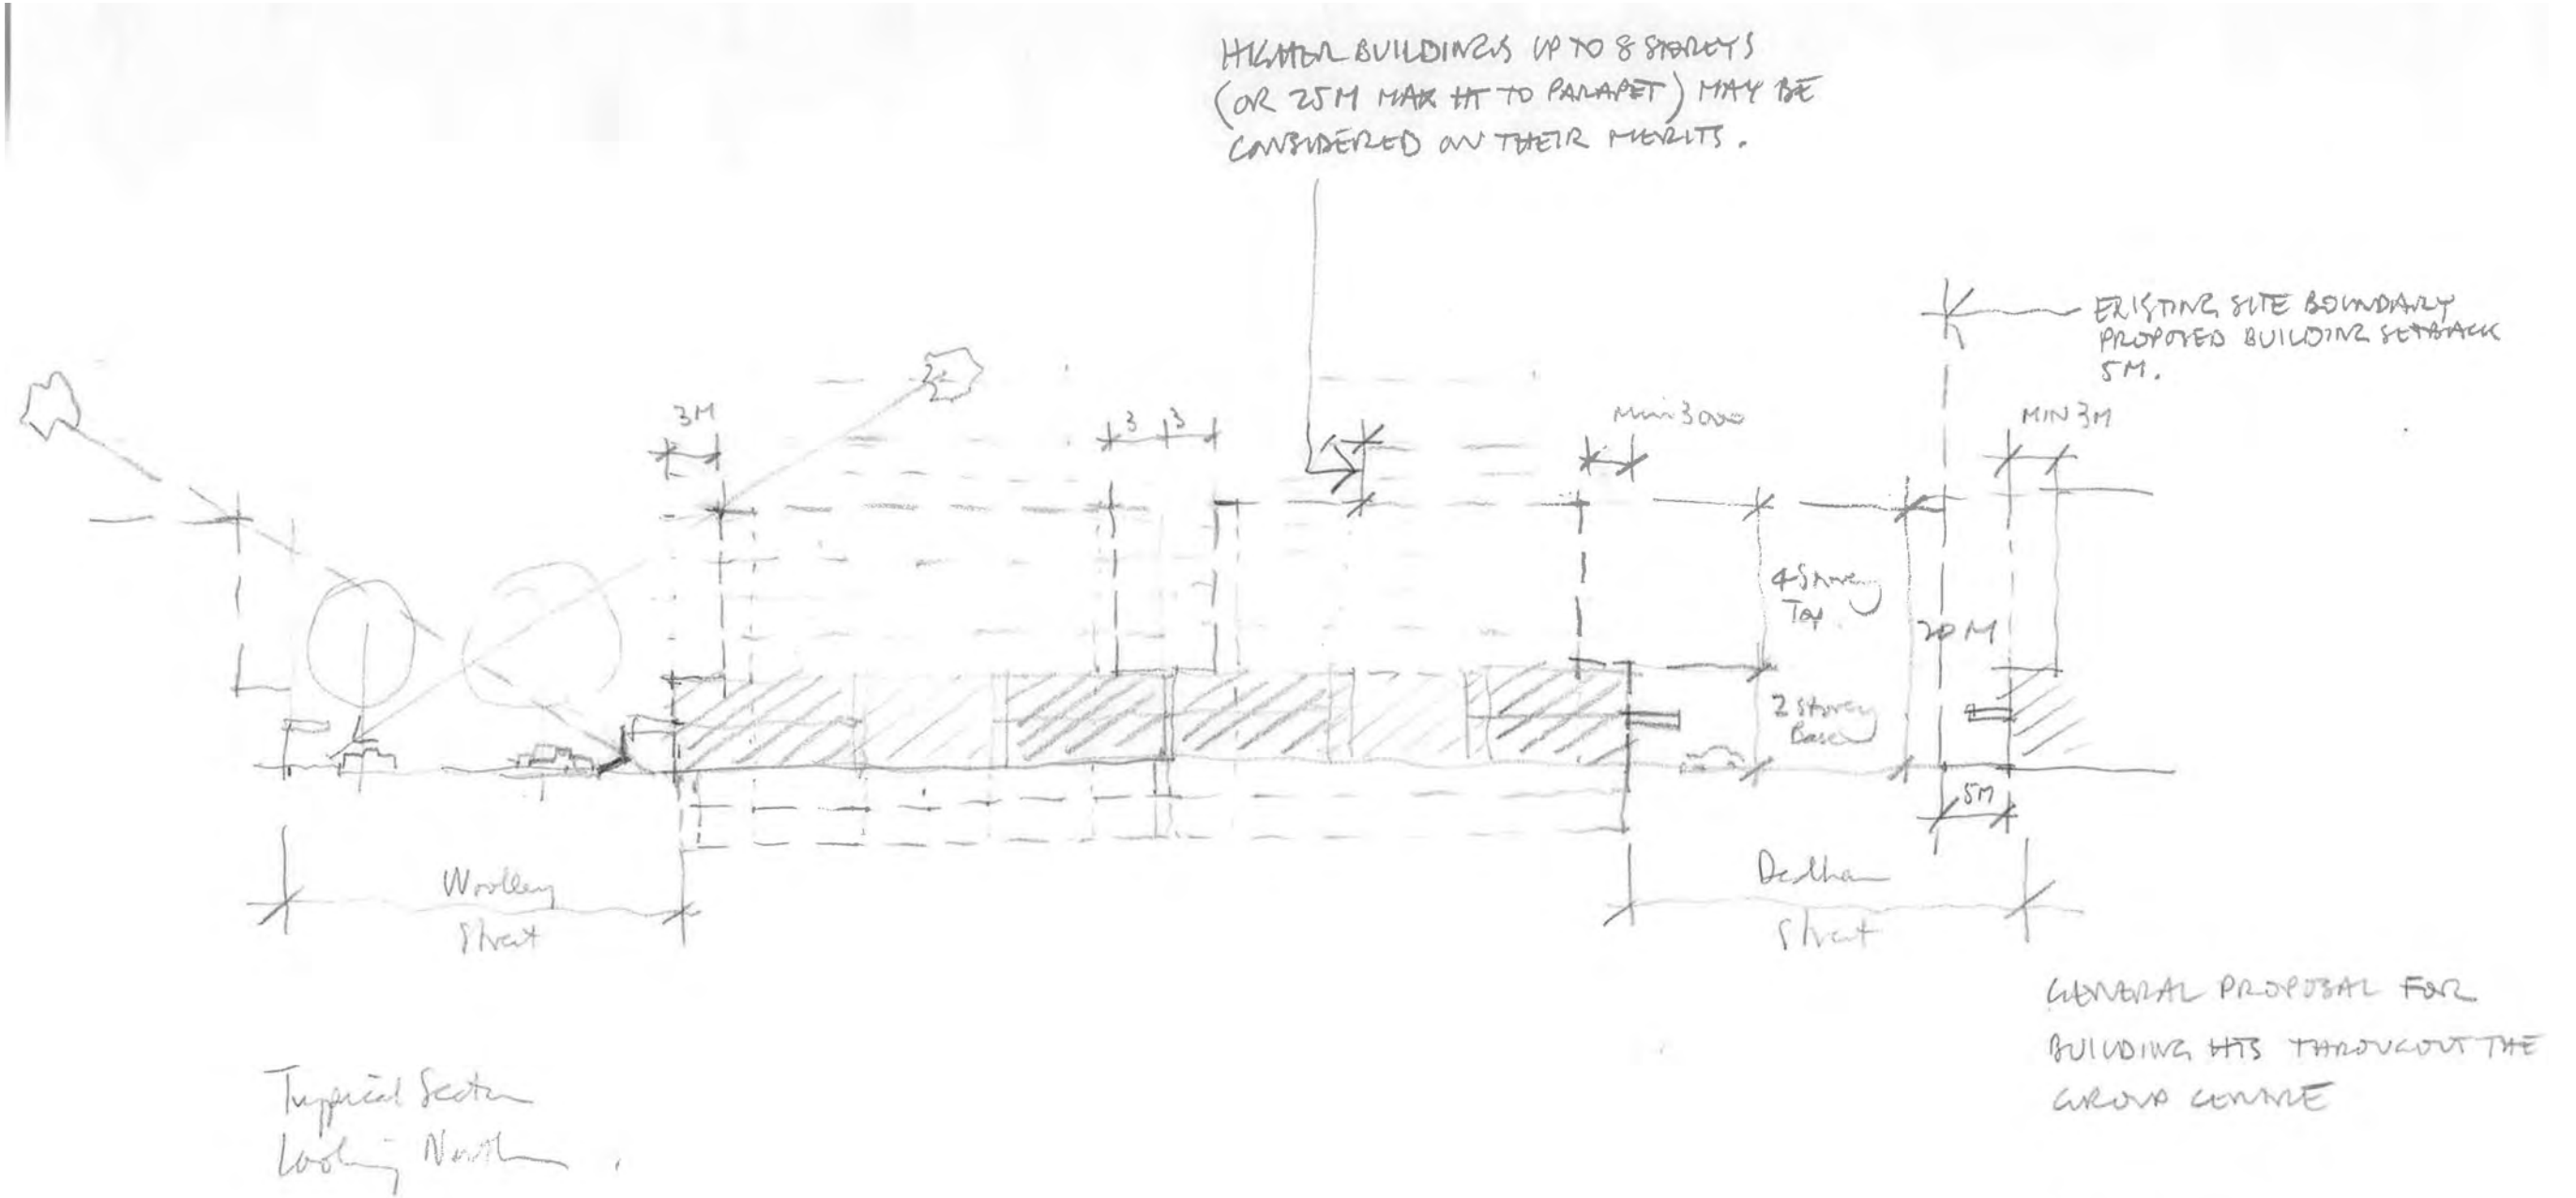 HIGHER BUILDINGS UP TO 8 STOREYS
(OR 25M MAX HT TO PARAPET) MAY BE
CONSIDERED ON THEIR MERITS.
EXISTING SITE BOUNDARY
PROPOSED BUILDING SETBACK
5M.
3M
3 3
Min 3000
MIN 3M
4 Storey
Top
20M
2 Storey
Base
5M
Woolley
Street
Dedham
Street
GENERAL PROPOSAL FOR
BUILDING HTS THROUGOUT THE
GROUP CENTRE
Typical Section
Looking North